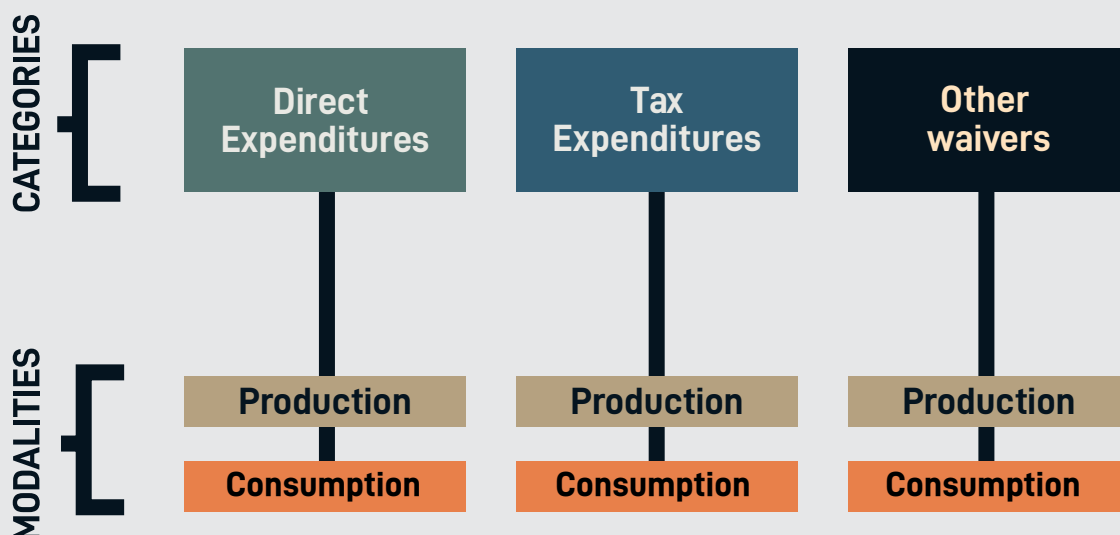 CATEGORIES
Direct
Expenditures
Tax
Expenditures
Other
waivers
MODALITIES
Production
Production
Production
Consumption
Consumption
Consumption